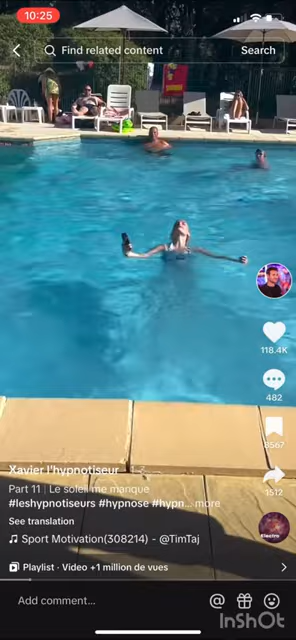 10:25
Find related content
Search
118.4K
482
8567
1512
Xavier l'hypnotiseur
Part 11 | Le soleil me manque
#leshypnotiseurs #hypnose #hypn... more
See translation
Sport Motivation(308214) - @TimTaj
Electro
Playlist · Video +1 million de vues
Add comment...
InShOt